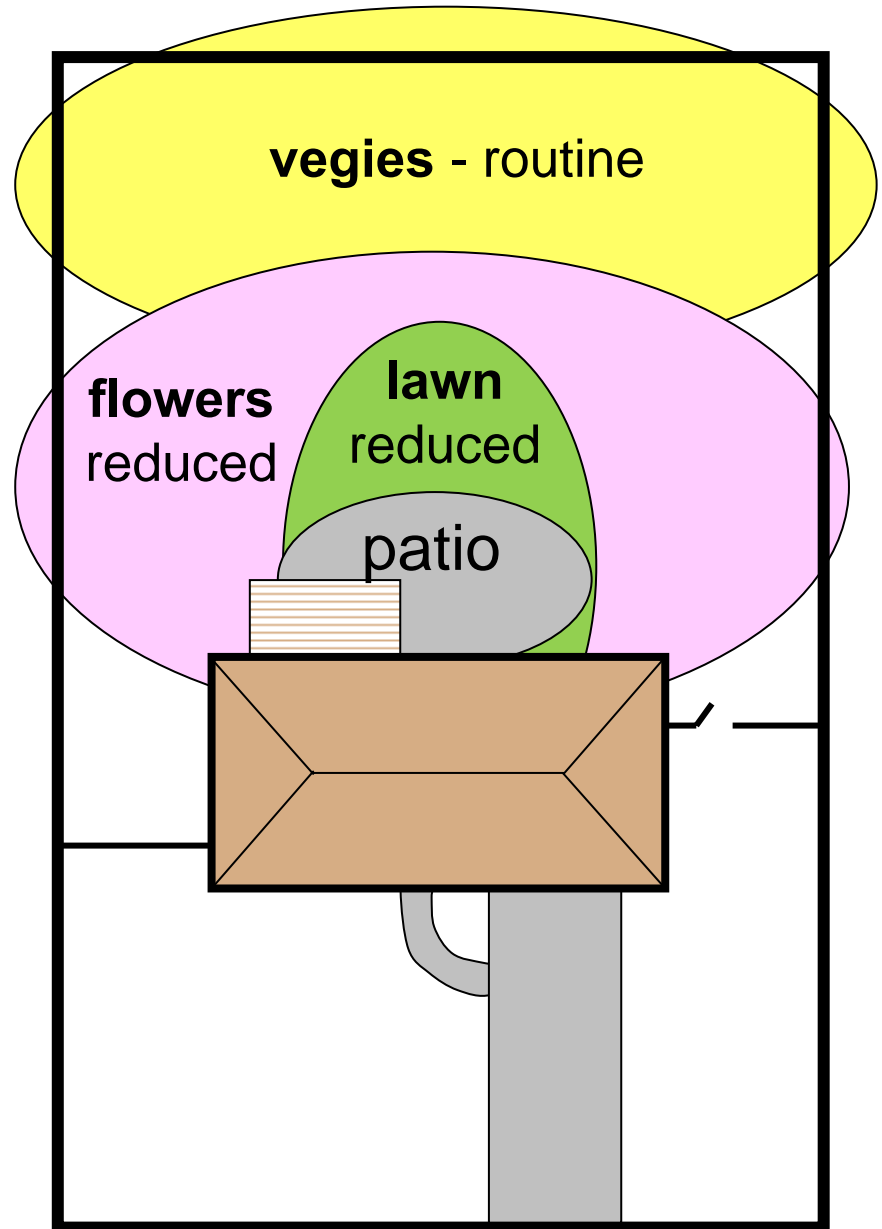 vegies - routine
flowers
reduced
lawn
reduced
patio